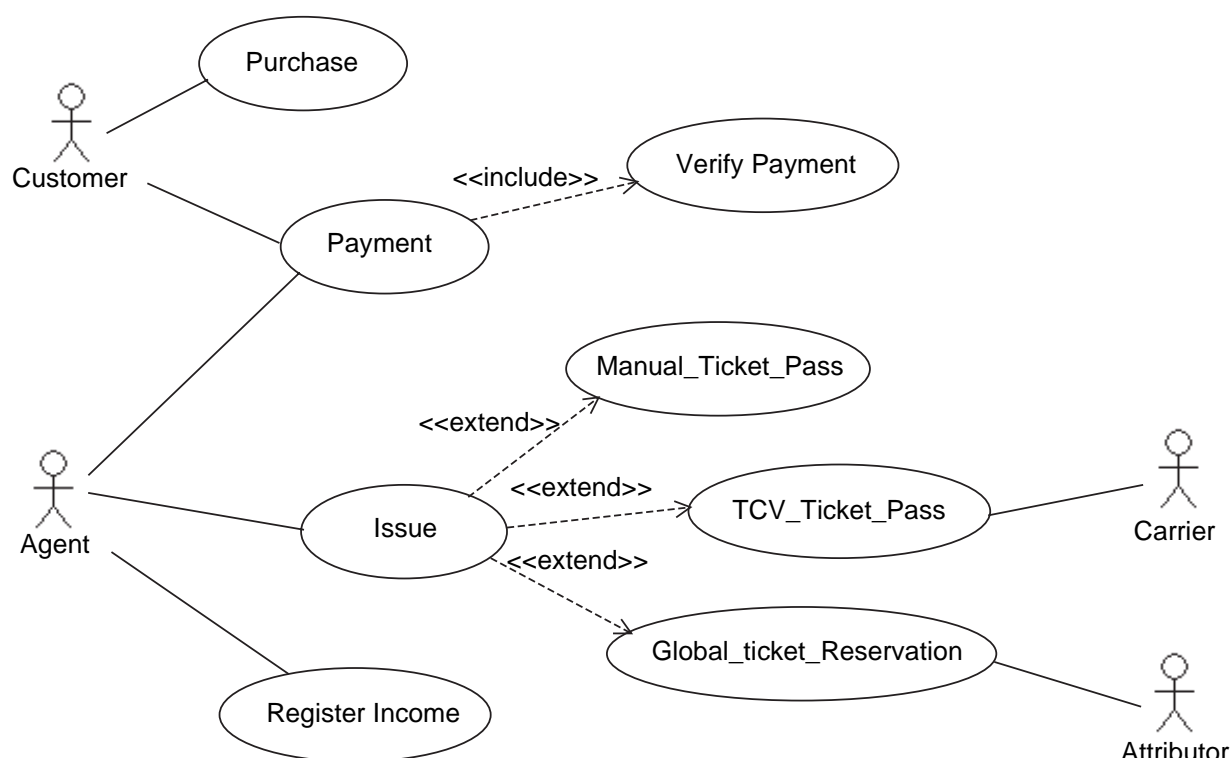 Purchase
Customer
<<include>>
Verify Payment
Payment
Manual_Ticket_Pass
<<extend>>
<<extend>>
TCV_Ticket_Pass
Carrier
Agent
Issue
<<extend>>
Global_ticket_Reservation
Register Income
Attributor